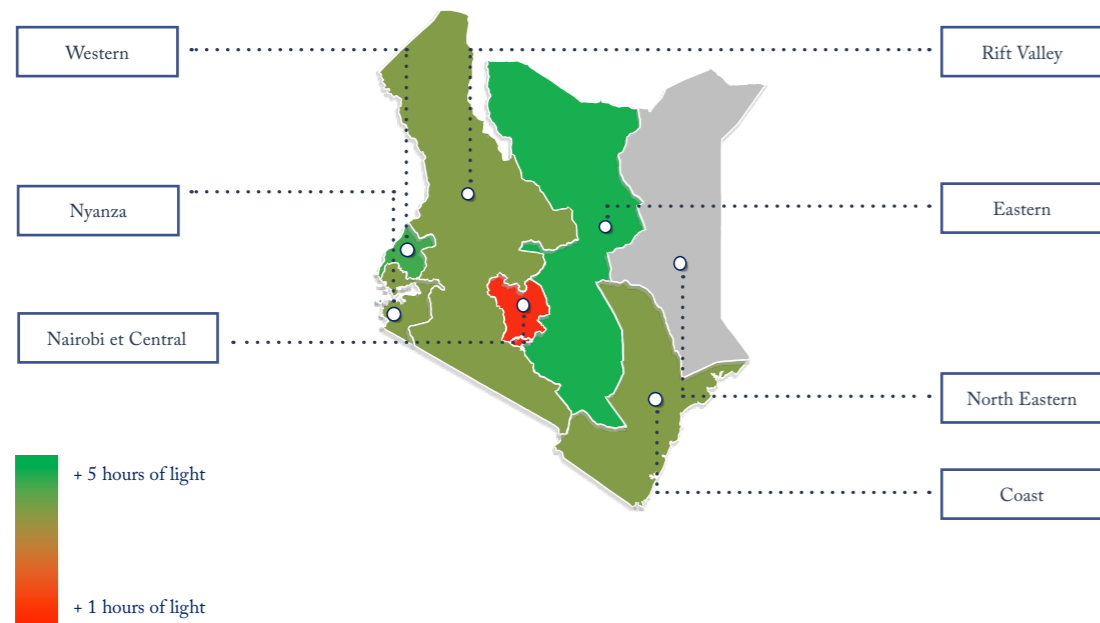 Western
Rift Valley
Nyanza
Eastern
Nairobi et Central
North Eastern
+ 5 hours of light
Coast
+ 1 hours of light